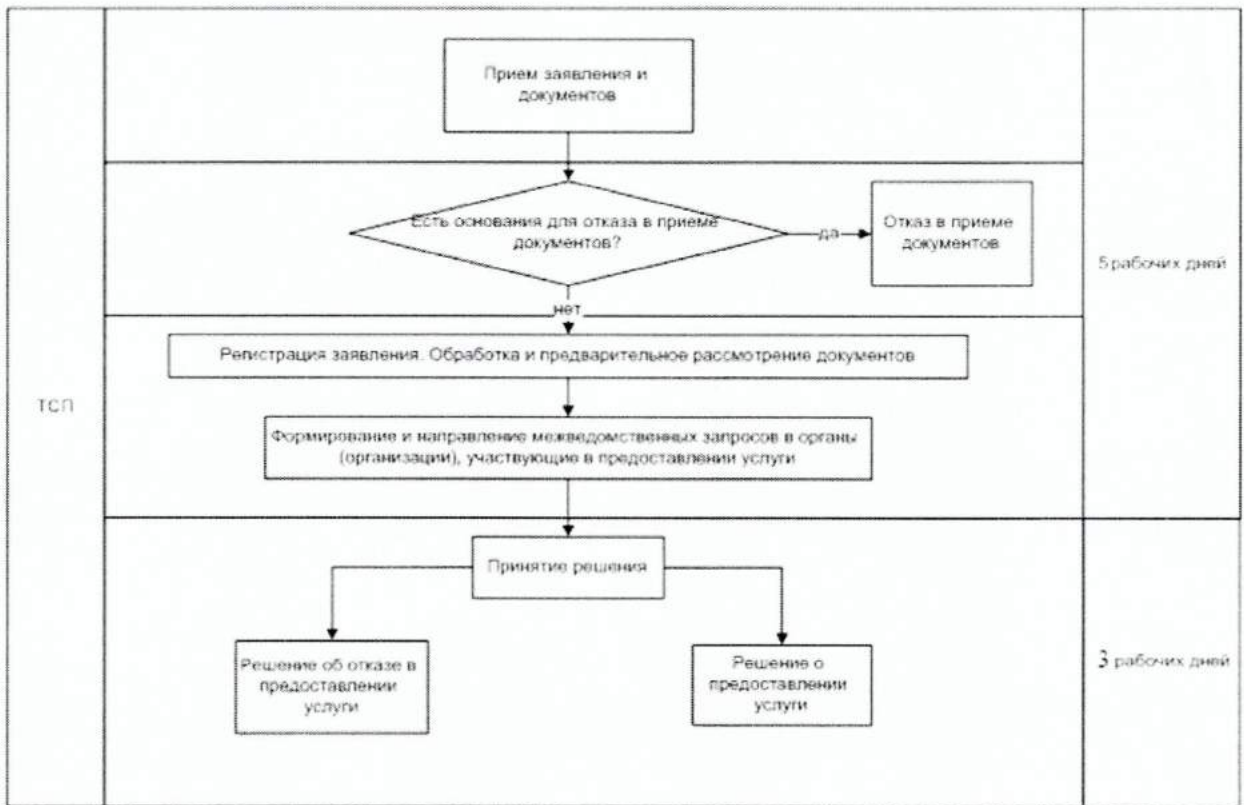 Прием заявления и
документов
Есть основания для отказа в приеме
документов?
да
Отказ в приеме
документов
5 рабочих дней
нет
Регистрация заявления. Обработка и предварительное рассмотрение документов
ТСП
Формирование и направление межведомственных запросов в органы
(организации), участвующие в предоставлении услуги
Принятие решения
Решение об отказе в
предоставлении
услуги
Решение о
предоставлении
услуги
3 рабочих дней